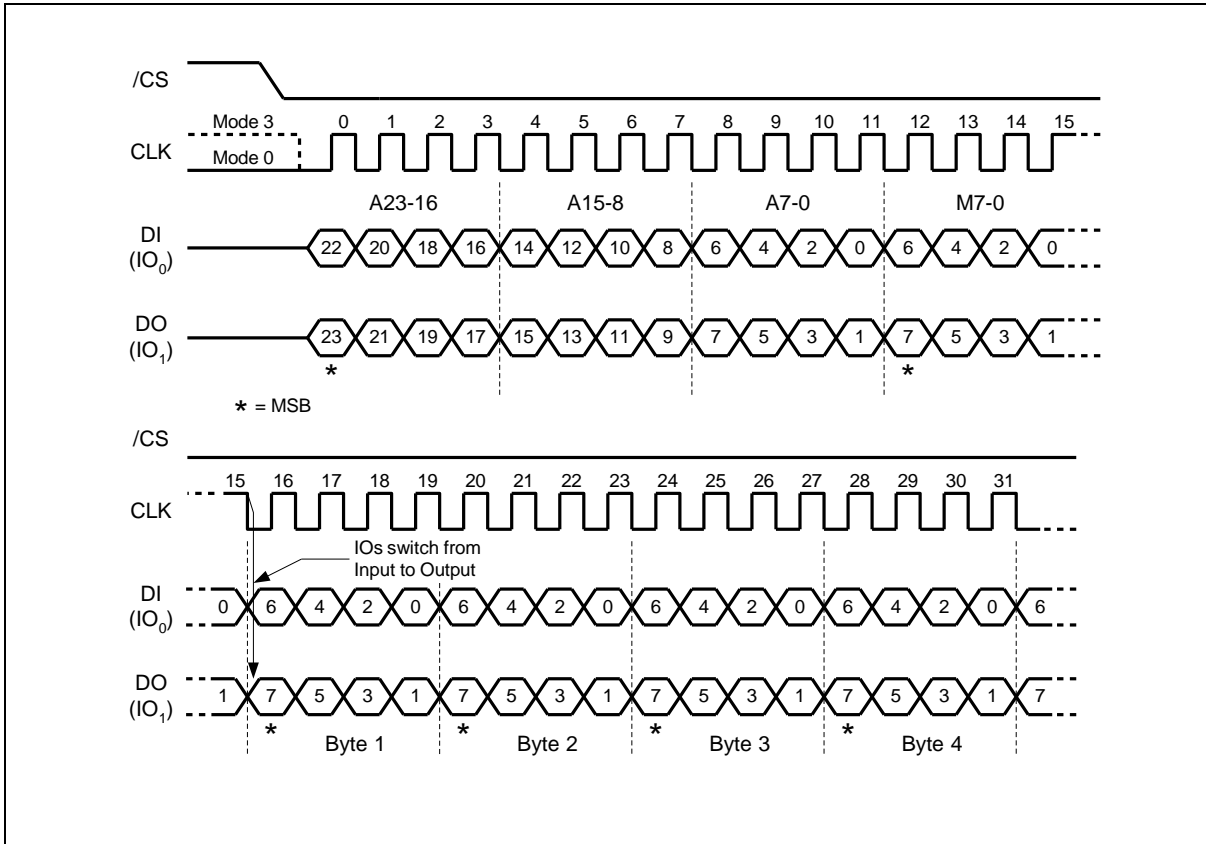 /CS
Mode 3 0 1 2 3 4 5 6 7 8 9 10 11 12 13 14 15
CLK
Mode 0
A23-16 A15-8 A7-0 M7-0
DI
(IO0) 22 20 18 16 14 12 10 8 6 4 2 0 6 4 2 0
DO
(IO1) 23 21 19 17 15 13 11 9 7 5 3 1 7 5 3 1
* *
* = MSB
/CS
15 16 17 18 19 20 21 22 23 24 25 26 27 28 29 30 31
CLK
IOs switch from
Input to Output
DI
(IO0) 0 6 4 2 0 6 4 2 0 6 4 2 0 6 4 2 0 6
DO
(IO1) 1 7 5 3 1 7 5 3 1 7 5 3 1 7 5 3 1 7
* * * *
Byte 1 Byte 2 Byte 3 Byte 4